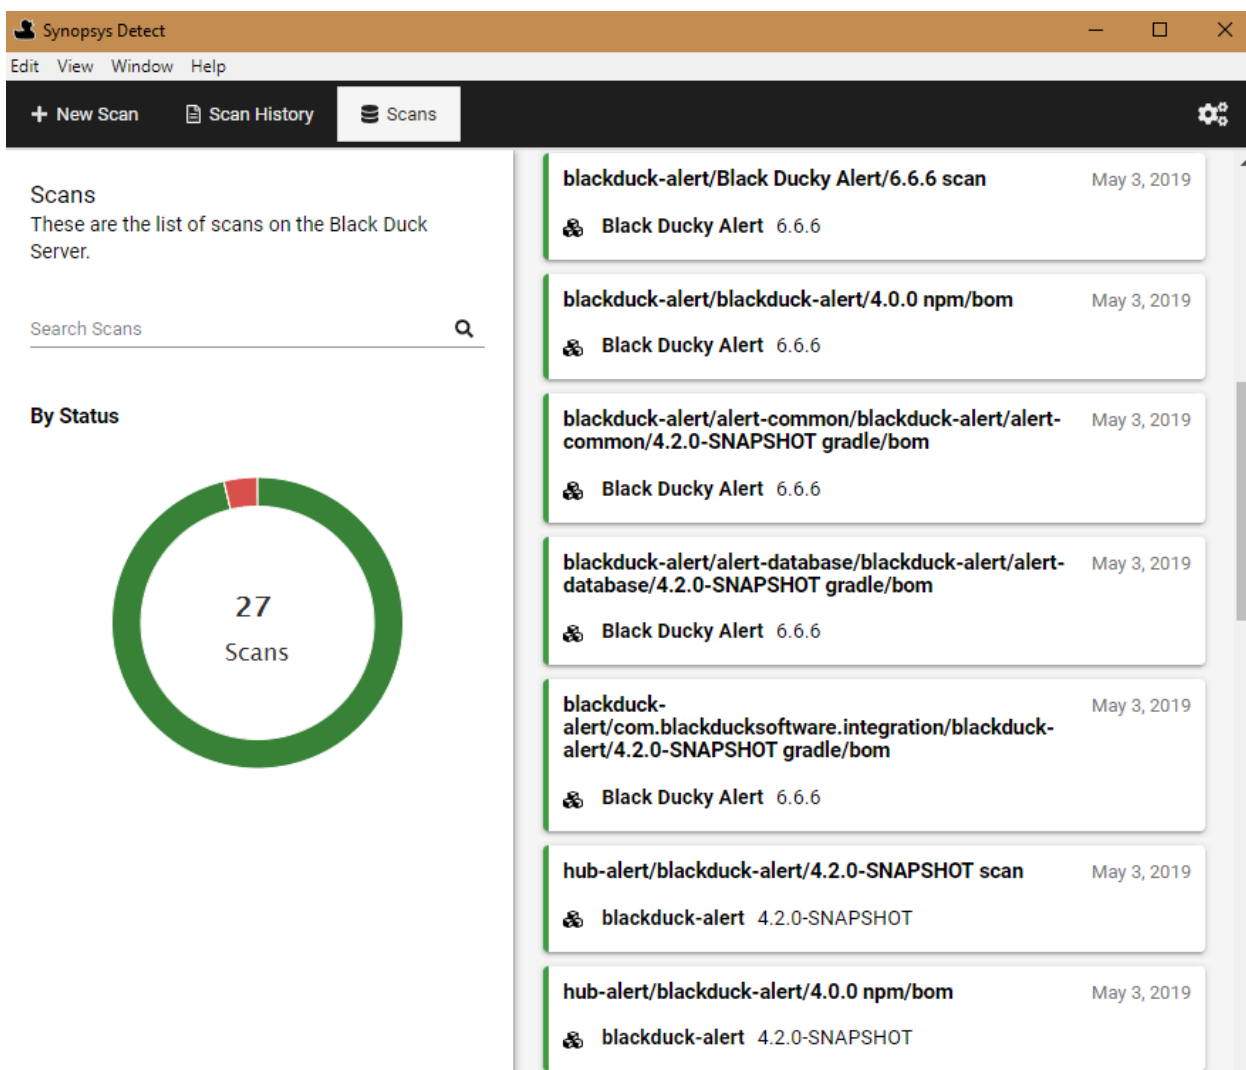 Synopsys Detect
Edit View Window Help
New Scan Scan History Scans
Scans
These are the list of scans on the Black Duck
Server.
Search Scans
By Status
27
Scans
blackduck-alert/Black Ducky Alert/6.6.6 scan May 3, 2019
Black Ducky Alert 6.6.6
blackduck-alert/blackduck-alert/4.0.0 npm/bom May 3, 2019
Black Ducky Alert 6.6.6
blackduck-alert/alert-common/blackduck-alert/alert- May 3, 2019
common/4.2.0-SNAPSHOT gradle/bom
Black Ducky Alert 6.6.6
blackduck-alert/alert-database/blackduck-alert/alert- May 3, 2019
database/4.2.0-SNAPSHOT gradle/bom
Black Ducky Alert 6.6.6
blackduck- May 3, 2019
alert/com.blackducksoftware.integration/blackduck-
alert/4.2.0-SNAPSHOT gradle/bom
Black Ducky Alert 6.6.6
hub-alert/blackduck-alert/4.2.0-SNAPSHOT scan May 3, 2019
blackduck-alert 4.2.0-SNAPSHOT
hub-alert/blackduck-alert/4.0.0 npm/bom May 3, 2019
blackduck-alert 4.2.0-SNAPSHOT